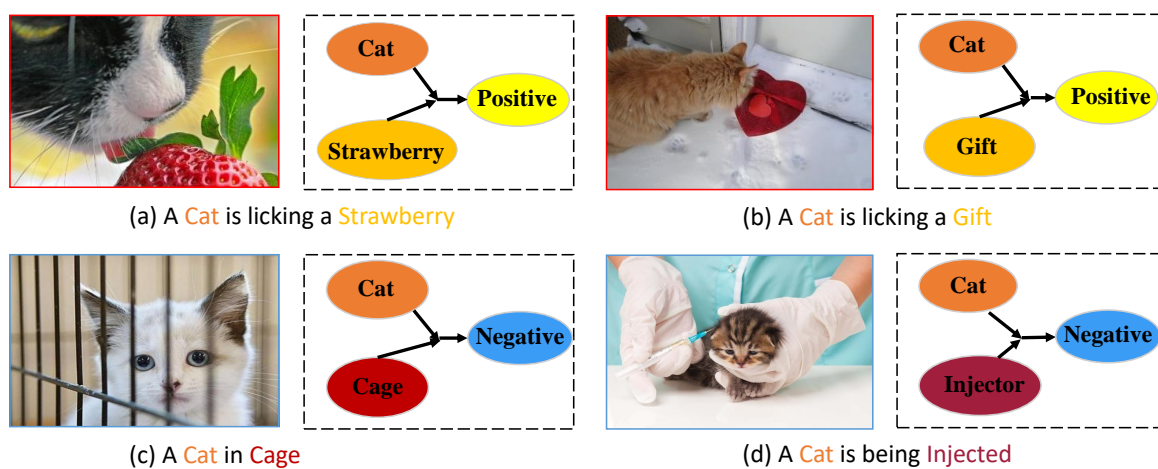 Cat
Positive
Strawberry
(a) A Cat is licking a Strawberry
Cat
Positive
Gift
(b) A Cat is licking a Gift
Cat
Negative
Cage
(c) A Cat in Cage
Cat
Negative
Injector
(d) A Cat is being Injected